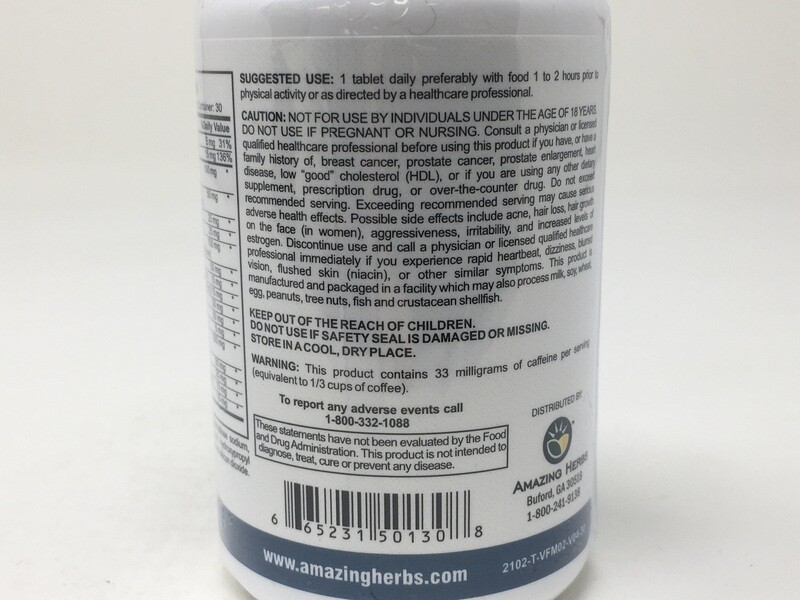 SUGGESTED USE: 1 tablet daily preferably with food 1 to 2 hours prior to
physical activity or as directed by a healthcare professional.
CAUTION: NOT FOR USE BY INDIVIDUALS UNDER THE AGE OF 18 YEARS.
DO NOT USE IF PREGNANT OR NURSING. Consult a physician or licensed
qualified healthcare professional before using this product if you have, or have a
family history of, breast cancer, prostate cancer, prostate enlargement, heart
disease, low "good" cholesterol (HDL), or if you are using any other dietary
supplement, prescription drug, or over-the-counter drug. Do not exceed
recommended serving. Exceeding recommended serving may cause serious
adverse health effects. Possible side effects include acne, hair loss, hair growth
on the face (in women), aggressiveness, irritability, and increased levels of
estrogen. Discontinue use and call a physician or licensed qualified healthcare
professional immediately if you experience rapid heartbeat, dizziness, blurred
vision, flushed skin (niacin), or other similar symptoms. This product is
manufactured and packaged in a facility which may also process milk, soy, wheat,
egg, peanuts, tree nuts, fish and crustacean shellfish.
KEEP OUT OF THE REACH OF CHILDREN.
DO NOT USE IF SAFETY SEAL IS DAMAGED OR MISSING.
STORE IN A COOL, DRY PLACE.
WARNING: This product contains 33 milligrams of caffeine per serving
(equivalent to 1/3 cups of coffee).
To report any adverse events call
1-800-332-1088
These statements have not been evaluated by the Food
and Drug Administration. This product is not intended to
diagnose, treat, cure or prevent any disease.
DISTRIBUTED BY:
AMAZING HERBS
Buford, GA 30518
1-800-241-9138
6 65231 50130 8
www.amazingherbs.com
2102-T-VFM02-
: 30
Daily Value
31%
136%
sodium,
dioxide.